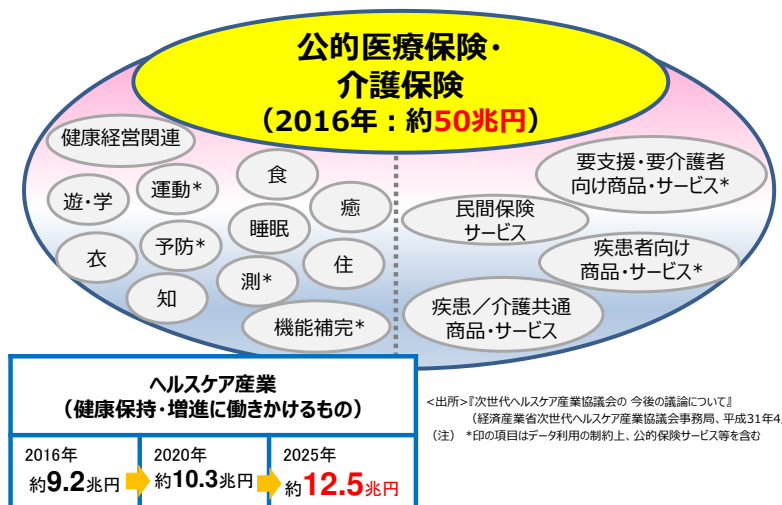 公的医療保険・
介護保険
（2016年：約50兆円）
健康経営関連
遊・学
運動*
食
癒
衣
予防*
睡眠
住
知
測*
機能補完*
要支援・要介護者
向け商品・サービス*
民間保険
サービス
疾患者向け
商品・サービス*
疾患／介護共通
商品・サービス
ヘルスケア産業
（健康保持・増進に働きかけるもの）
2016年
約9.2兆円
2020年
約10.3兆円
2025年
約12.5兆円
<出所>『次世代ヘルスケア産業協議会の 今後の議論について』
（経済産業省次世代ヘルスケア産業協議会事務局、平成31年4
（注） *印の項目はデータ利用の制約上、公的保険サービス等を含む